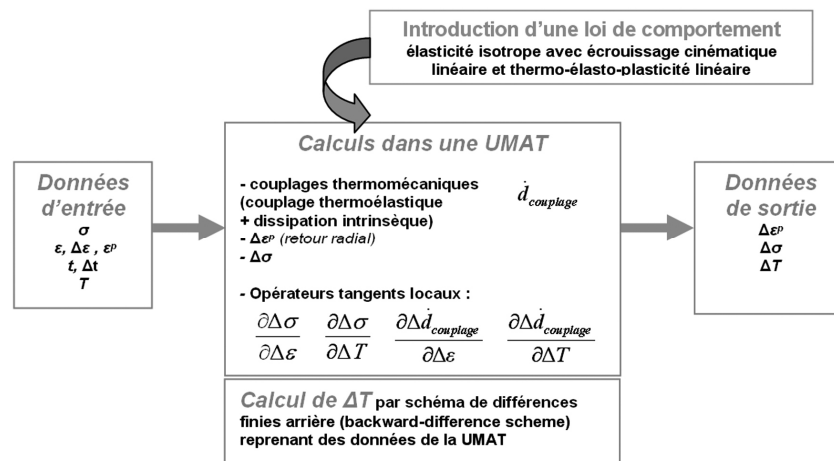 Introduction d'une loi de comportement
élasticité isotrope avec écrouissage cinématique
linéaire et thermo-élasto-plasticité linéaire
Données
d'entrée
σ
ε, Δε , εᵖ
t, Δt
T
Calculs dans une UMAT
- couplages thermomécaniques
(couplage thermoélastique
+ dissipation intrinsèque)
ḋ_couplage
- Δεᵖ (retour radial)
- Δσ
- Opérateurs tangents locaux :
∂Δσ/∂Δε ∂Δσ/∂ΔT ∂Δḋ_couplage/∂Δε ∂Δḋ_couplage/∂ΔT
Calcul de ΔT par schéma de différences
finies arrière (backward-difference scheme)
reprenant des données de la UMAT
Données
de sortie
Δεᵖ
Δσ
ΔT